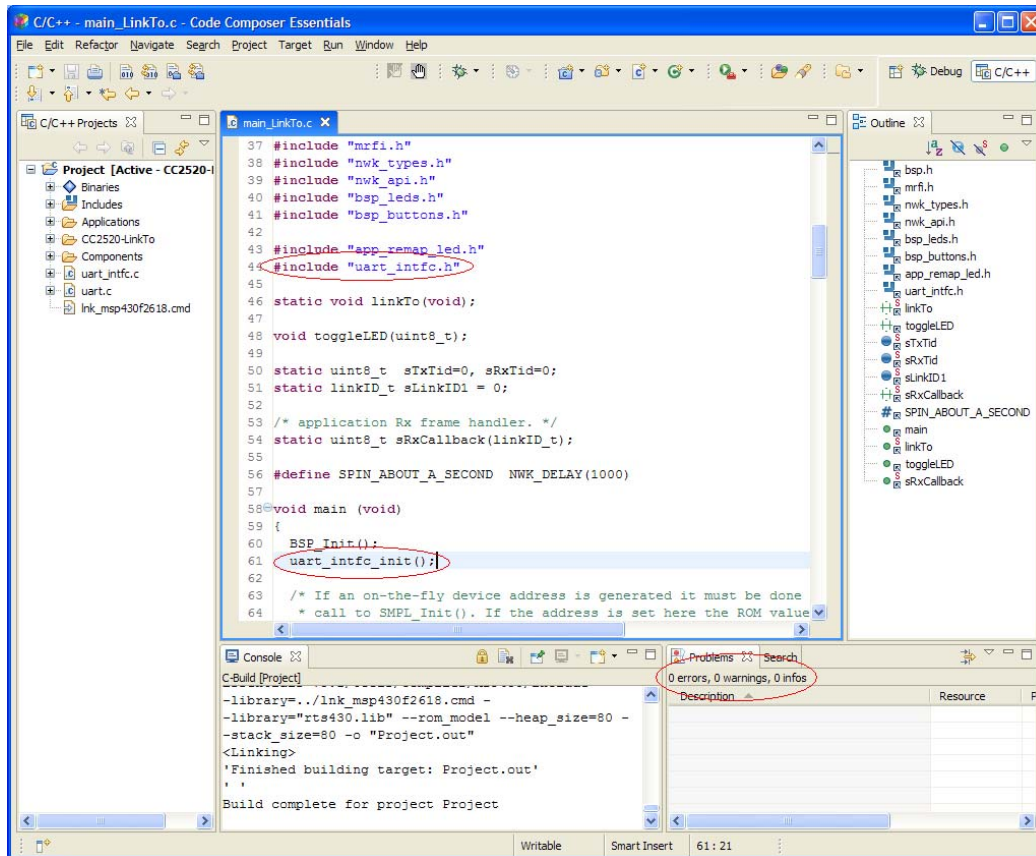 C/C++ - main_LinkTo.c - Code Composer Essentials
File Edit Refactor Navigate Search Project Target Run Window Help
Debug C/C++
C/C++ Projects
Project [Active - CC2520-
Binaries
Includes
Applications
CC2520-LinkTo
Components
uart_intfc.c
uart.c
lnk_msp430f2618.cmd
main_LinkTo.c
37 #include "mrfi.h"
38 #include "nwk_types.h"
39 #include "nwk_api.h"
40 #include "bsp_leds.h"
41 #include "bsp_buttons.h"
42
43 #include "app_remap_led.h"
44 #include "uart_intfc.h"
45
46 static void linkTo(void);
47
48 void toggleLED(uint8_t);
49
50 static uint8_t sTxTid=0, sRxTid=0;
51 static linkID_t sLinkID1 = 0;
52
53 /* application Rx frame handler. */
54 static uint8_t sRxCallback(linkID_t);
55
56 #define SPIN_ABOUT_A_SECOND NWK_DELAY(1000)
57
58 void main (void)
59 {
60 BSP_Init();
61 uart_intfc_init();
62
63 /* If an on-the-fly device address is generated it must be done
64 * call to SMPL_Init(). If the address is set here the ROM value
Outline
bsp.h
mrfi.h
nwk_types.h
nwk_api.h
bsp_leds.h
bsp_buttons.h
app_remap_led.h
uart_intfc.h
linkTo
toggleLED
sTxTid
sRxTid
sLinkID1
sRxCallback
SPIN_ABOUT_A_SECOND
main
linkTo
toggleLED
sRxCallback
Console
C-Build [Project]
-library=../lnk_msp430f2618.cmd -
-library="rts430.lib" --rom_model --heap_size=80 -
-stack_size=80 -o "Project.out"
<Linking>
'Finished building target: Project.out'
' '
Build complete for project Project
Problems Search
0 errors, 0 warnings, 0 infos
Description Resource P
Writable Smart Insert 61 : 21